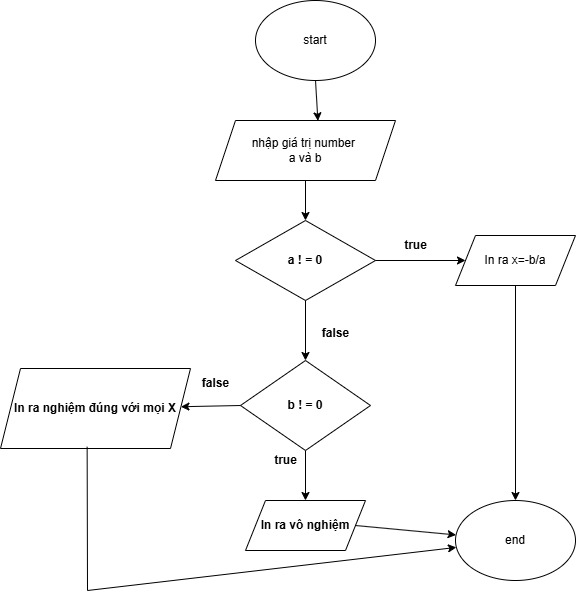 start
nhập giá trị number
a và b
a ! = 0
true
In ra x=-b/a
false
b ! = 0
false
In ra nghiệm đúng với mọi X
true
In ra vô nghiệm
end